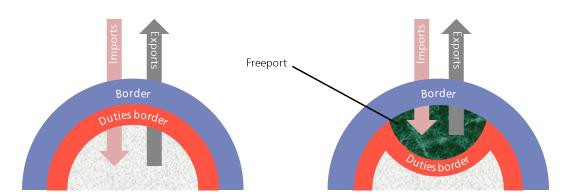 Imports
Exports
Border
Duties border
Freeport
Imports
Exports
Border
Duties border